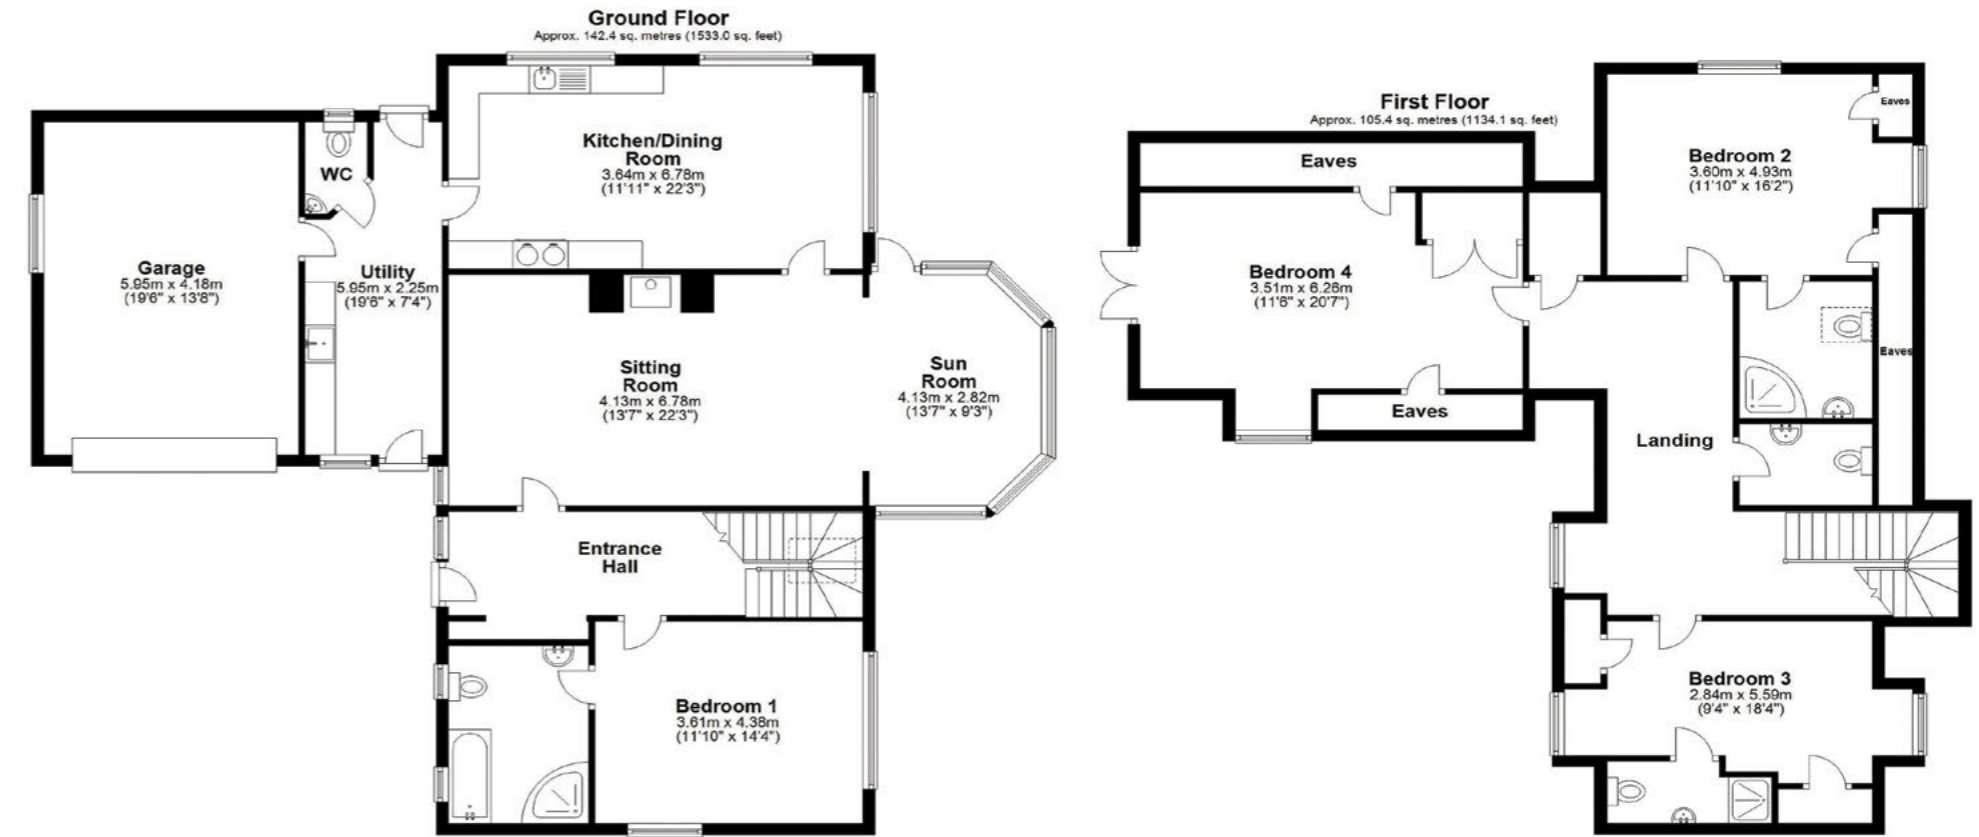 Ground Floor
Approx. 142.4 sq. metres (1533.0 sq. feet)
Kitchen/Dining
Room
3.64m x 6.78m
(11'11" x 22'3")
WC
Garage
5.95m x 4.18m
(19'6" x 13'8")
Utility
5.95m x 2.25m
(19'6" x 7'4")
Sitting
Room
4.13m x 6.78m
(13'7" x 22'3")
Sun
Room
4.13m x 2.82m
(13'7" x 9'3")
Entrance
Hall
Bedroom 1
3.61m x 4.38m
(11'10" x 14'4")
First Floor
Approx. 105.4 sq. metres (1134.1 sq. feet)
Eaves
Bedroom 2
3.60m x 4.93m
(11'10" x 16'2")
Eaves
Bedroom 4
3.51m x 6.26m
(11'6" x 20'7")
Eaves
Eaves
Landing
Bedroom 3
2.84m x 5.59m
(9'4" x 18'4")